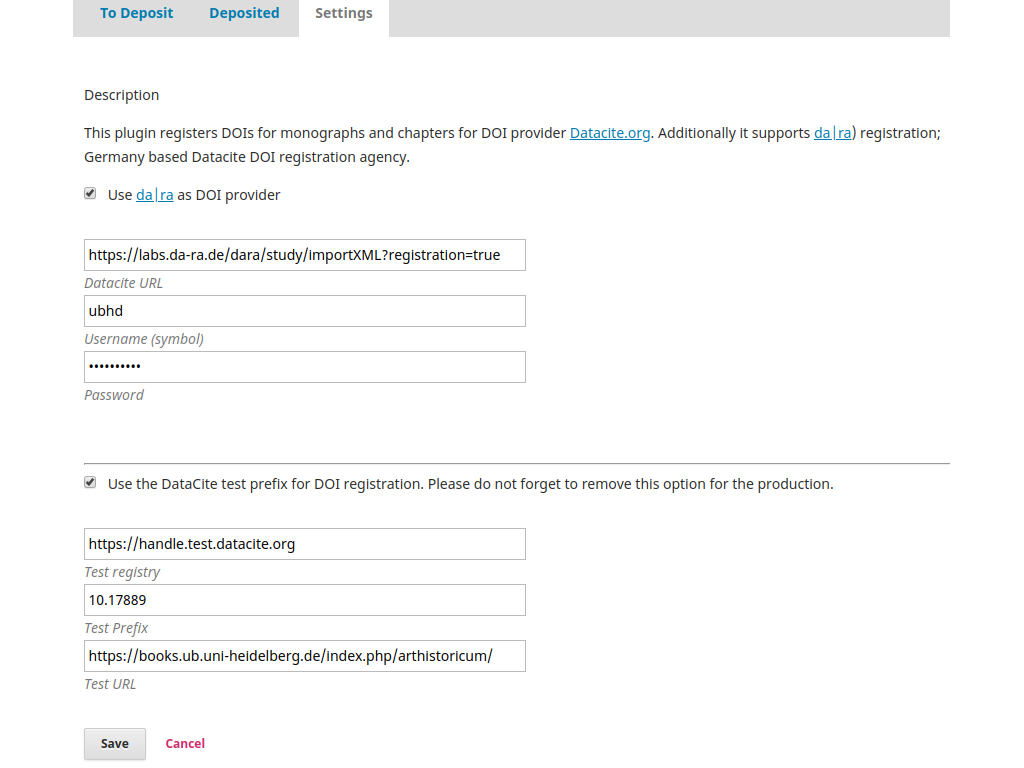 To Deposit Deposited Settings
Description
This plugin registers DOIs for monographs and chapters for DOI provider Datacite.org. Additionally it supports da|ra) registration;
Germany based Datacite DOI registration agency.
Use da|ra as DOI provider
https://labs.da-ra.de/dara/study/importXML?registration=true
Datacite URL
ubhd
Username (symbol)
••••••••••
Password
Use the DataCite test prefix for DOI registration. Please do not forget to remove this option for the production.
https://handle.test.datacite.org
Test registry
10.17889
Test Prefix
https://books.ub.uni-heidelberg.de/index.php/arthistoricum/
Test URL
Save Cancel